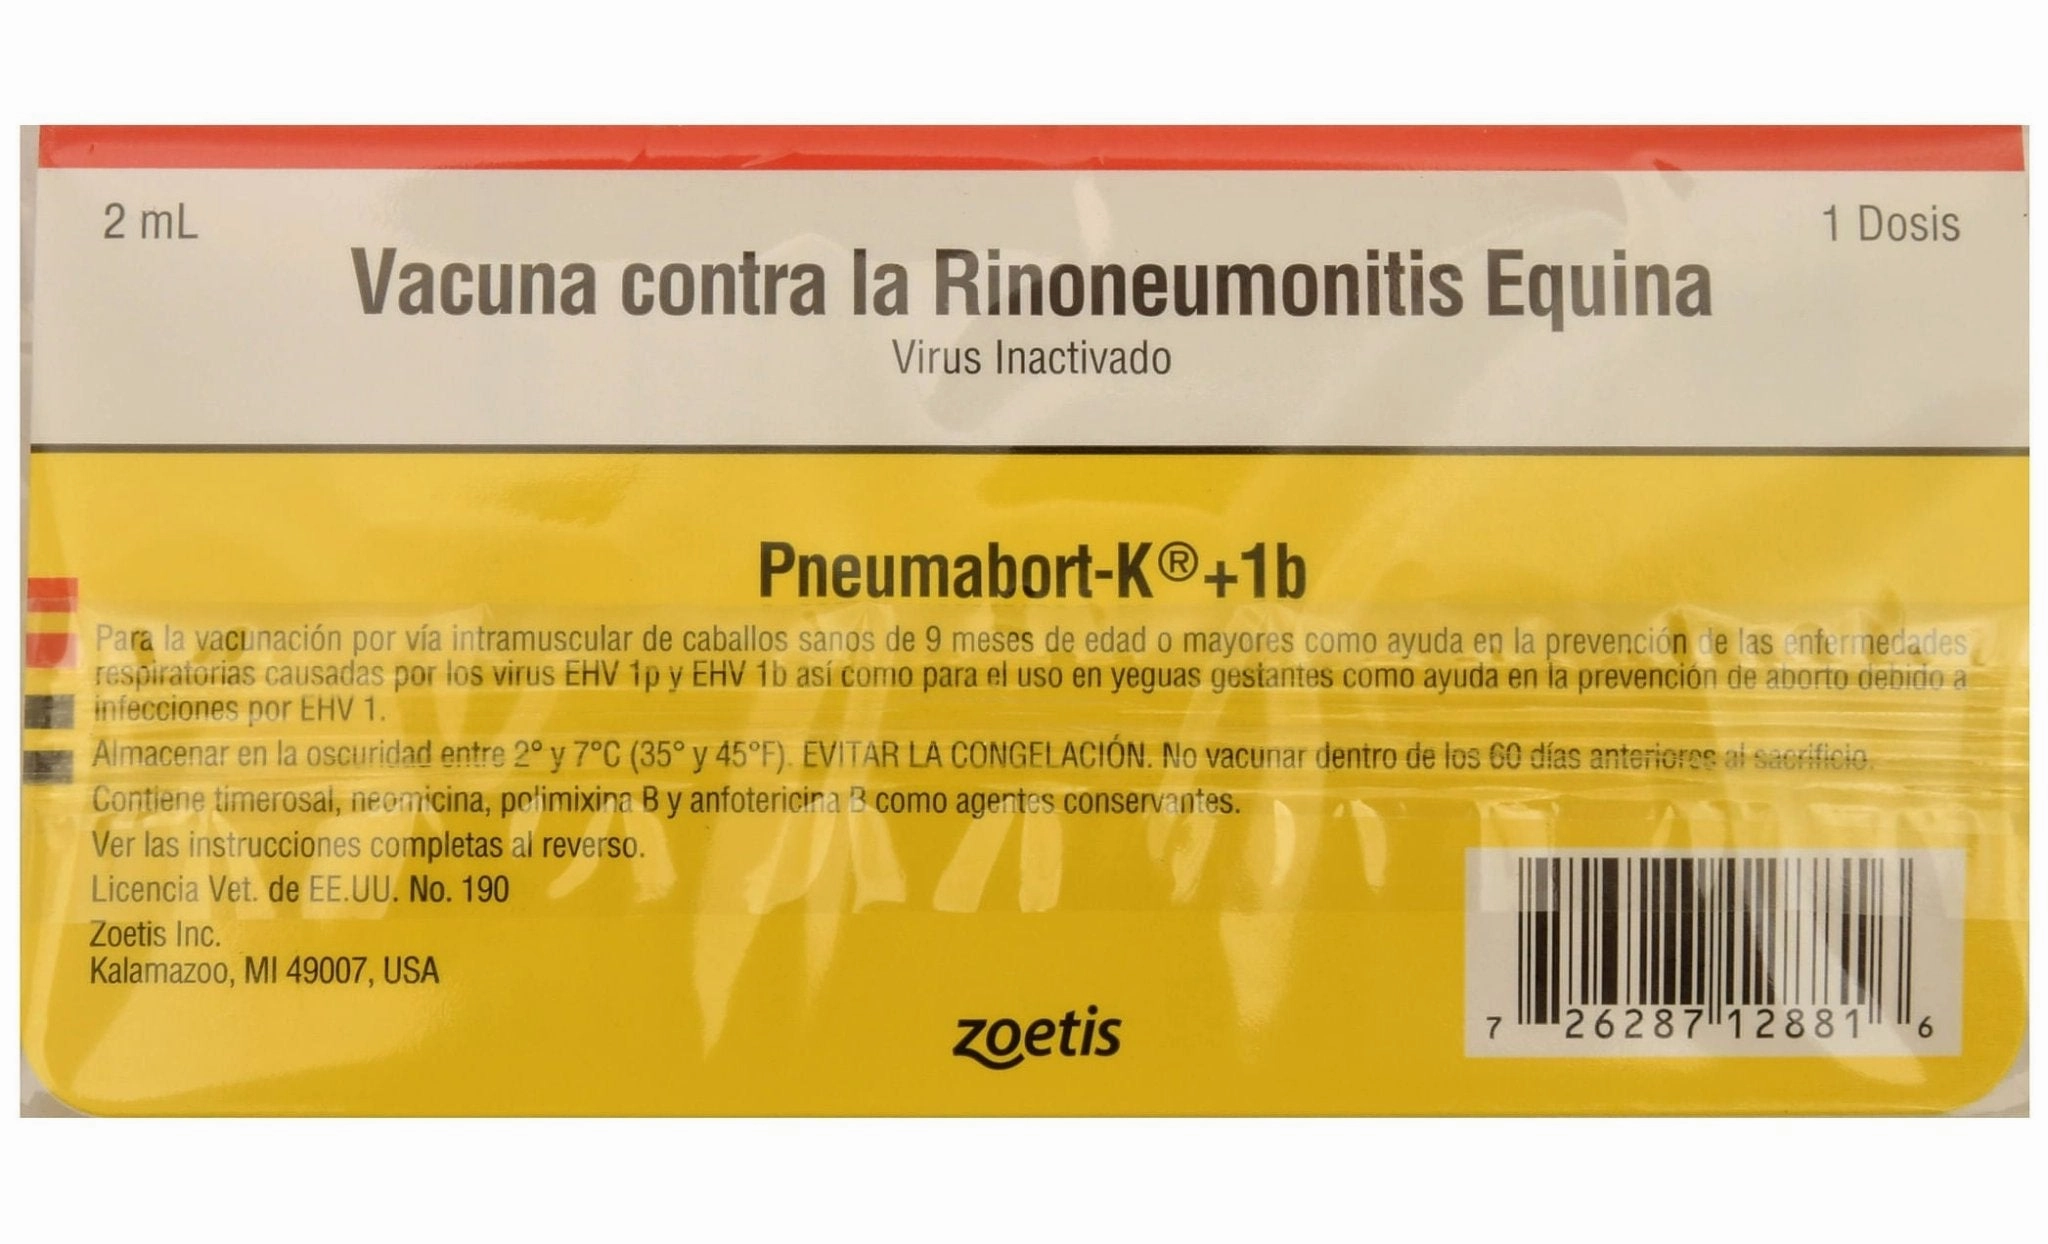 2 mL
1 Dosis
Vacuna contra la Rinoneumonitis Equina
Virus Inactivado
Pneumabort-K®+1b
Para la vacunación por vía intramuscular de caballos sanos de 9 meses de edad o mayores como ayuda en la prevención de las enfermedades
respiratorias causadas por los virus EHV 1p y EHV 1b así como para el uso en yeguas gestantes como ayuda en la prevención de aborto debido a
infecciones por EHV 1.
Almacenar en la oscuridad entre 2° y 7°C (35° y 45°F). EVITAR LA CONGELACIÓN. No vacunar dentro de los 60 días anteriores al sacrificio.
Contiene timerosal, neomicina, polimixina B y anfotericina B como agentes conservantes.
Ver las instrucciones completas al reverso.
Licencia Vet. de EE.UU. No. 190
Zoetis Inc.
Kalamazoo, MI 49007, USA
zoetis
7 26287 12881 6